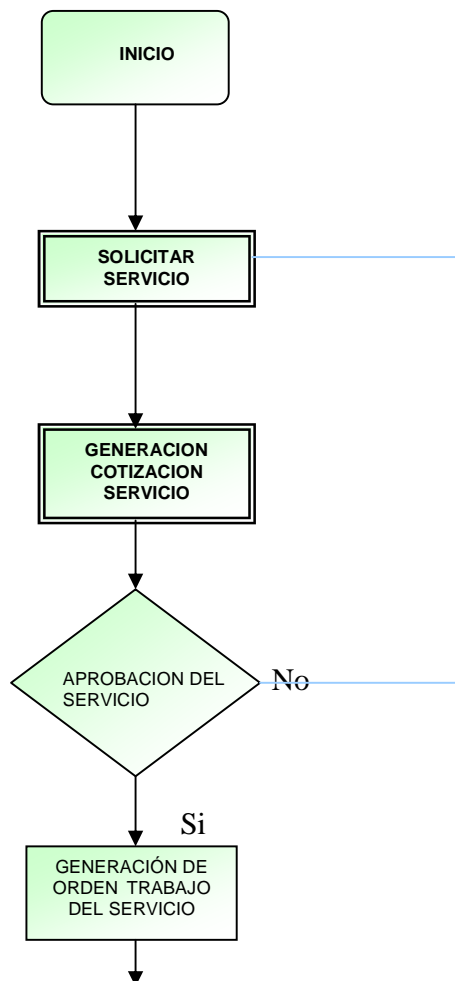 INICIO
SOLICITAR
SERVICIO
GENERACION
COTIZACION
SERVICIO
APROBACION DEL
SERVICIO
No
Si
GENERACIÓN DE
ORDEN TRABAJO
DEL SERVICIO